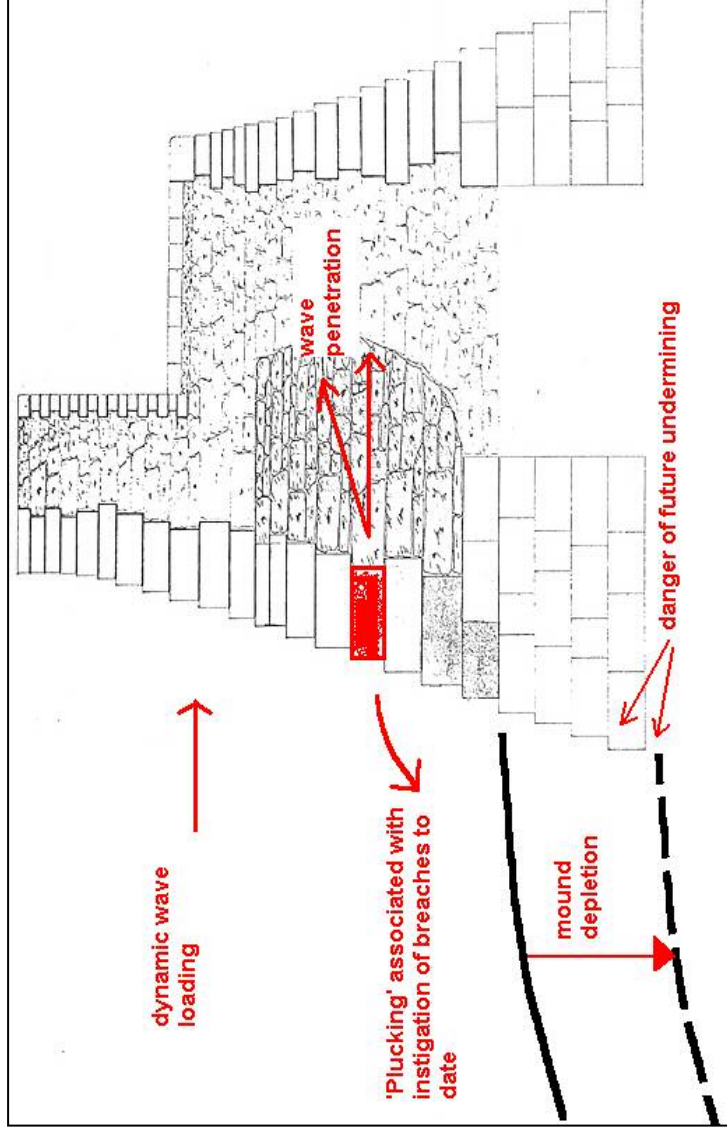 dynamic wave
loading
'Plucking' associated with
instigation of breaches to
date
wave
penetration
mound
depletion
danger of future undermining